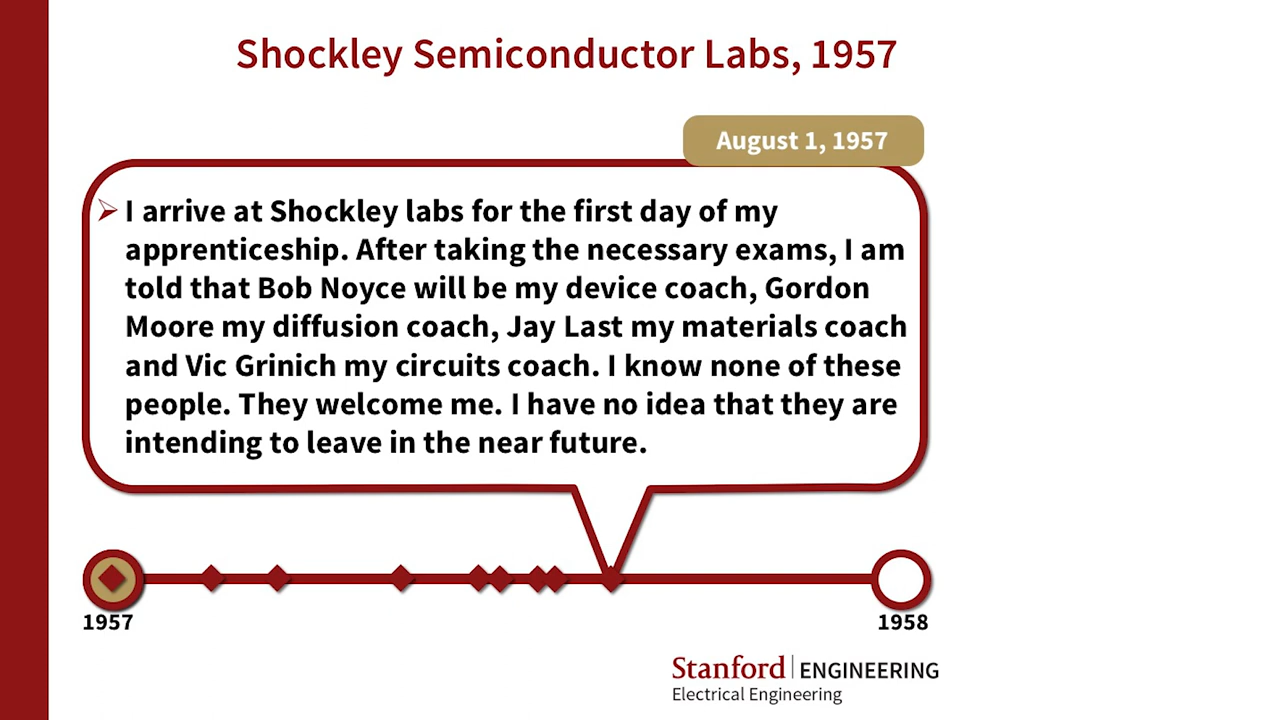 Shockley Semiconductor Labs, 1957
August 1, 1957
I arrive at Shockley labs for the first day of my
apprenticeship. After taking the necessary exams, I am
told that Bob Noyce will be my device coach, Gordon
Moore my diffusion coach, Jay Last my materials coach
and Vic Grinich my circuits coach. I know none of these
people. They welcome me. I have no idea that they are
intending to leave in the near future.
1957
1958
Stanford | ENGINEERING
Electrical Engineering